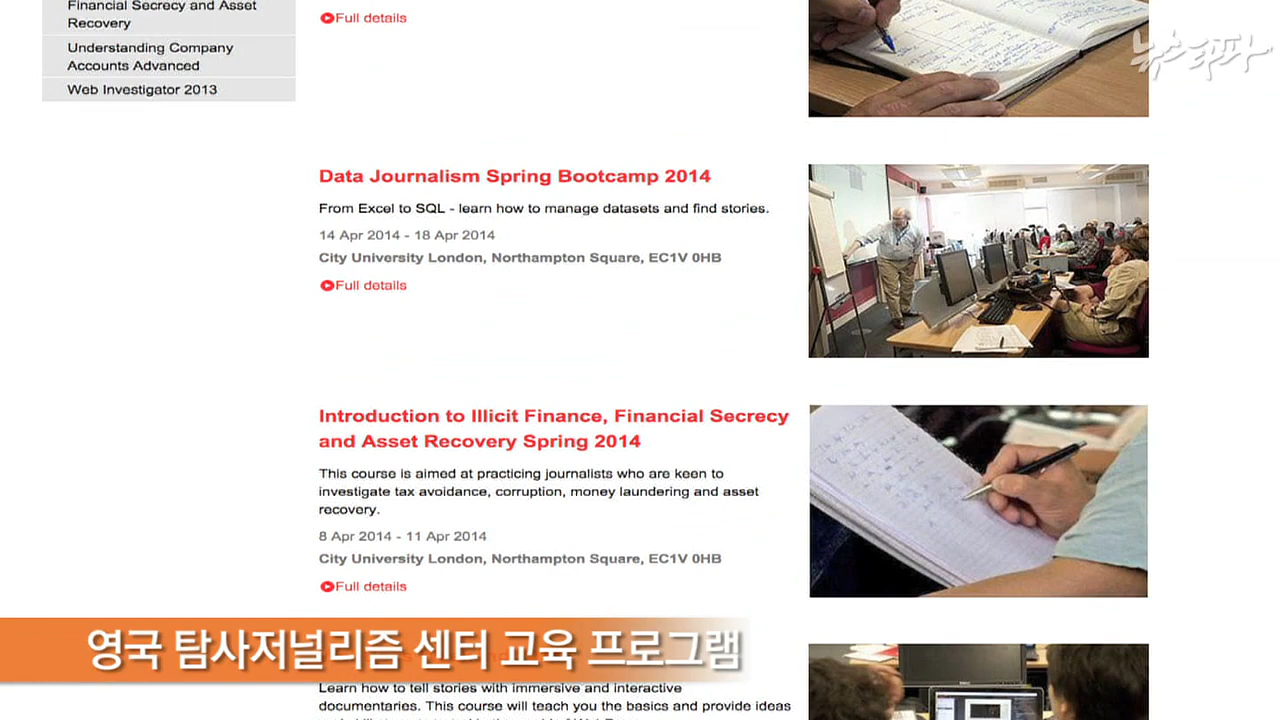 Financial Secrecy and Asset
Recovery
Understanding Company
Accounts Advanced
Web Investigator 2013
Full details
뉴스타파
Data Journalism Spring Bootcamp 2014
From Excel to SQL - learn how to manage datasets and find stories.
14 Apr 2014 - 18 Apr 2014
City University London, Northampton Square, EC1V 0HB
Full details
Introduction to Illicit Finance, Financial Secrecy
and Asset Recovery Spring 2014
This course is aimed at practicing journalists who are keen to
investigate tax avoidance, corruption, money laundering and asset
recovery.
8 Apr 2014 - 11 Apr 2014
City University London, Northampton Square, EC1V 0HB
Full details
영국 탐사저널리즘 센터 교육 프로그램
Learn how to tell stories with immersive and interactive
documentaries. This course will teach you the basics and provide ideas